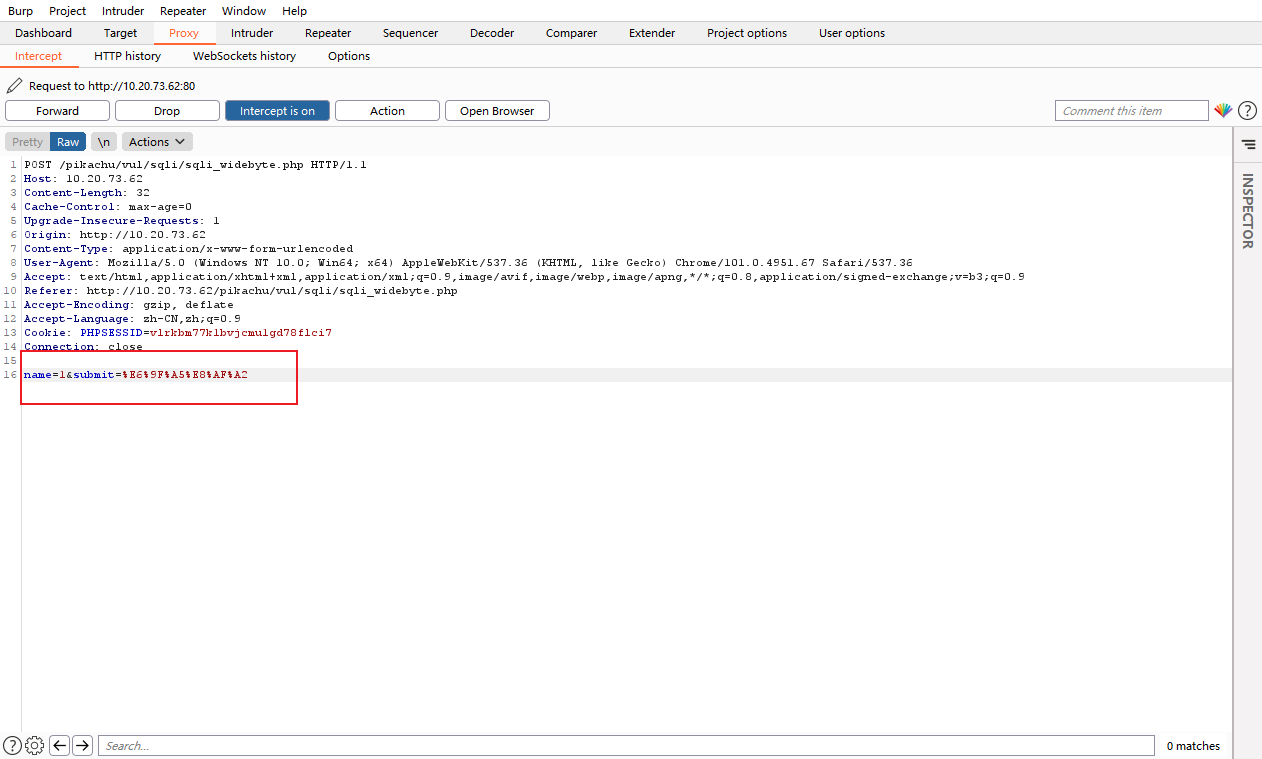 Burp Project Intruder Repeater Window Help
Dashboard Target Proxy Intruder Repeater Sequencer Decoder Comparer Extender Project options User options
Intercept HTTP history WebSockets history Options
Request to http://10.20.73.62:80
Forward Drop Intercept is on Action Open Browser Comment this item ?
Pretty Raw \n Actions
INSPECTOR
1 POST /pikachu/vul/sqli/sqli_widebyte.php HTTP/1.1
2 Host: 10.20.73.62
3 Content-Length: 32
4 Cache-Control: max-age=0
5 Upgrade-Insecure-Requests: 1
6 Origin: http://10.20.73.62
7 Content-Type: application/x-www-form-urlencoded
8 User-Agent: Mozilla/5.0 (Windows NT 10.0; Win64; x64) AppleWebKit/537.36 (KHTML, like Gecko) Chrome/101.0.4951.67 Safari/537.36
9 Accept: text/html,application/xhtml+xml,application/xml;q=0.9,image/avif,image/webp,image/apng,*/*;q=0.8,application/signed-exchange;v=b3;q=0.9
10 Referer: http://10.20.73.62/pikachu/vul/sqli/sqli_widebyte.php
11 Accept-Encoding: gzip, deflate
12 Accept-Language: zh-CN,zh;q=0.9
13 Cookie: PHPSESSID=vlrkbm77klbvjcmulgd78flci7
14 Connection: close
15
16 name=1&submit=%E6%9F%A5%E8%AF%A2
? Search... 0 matches